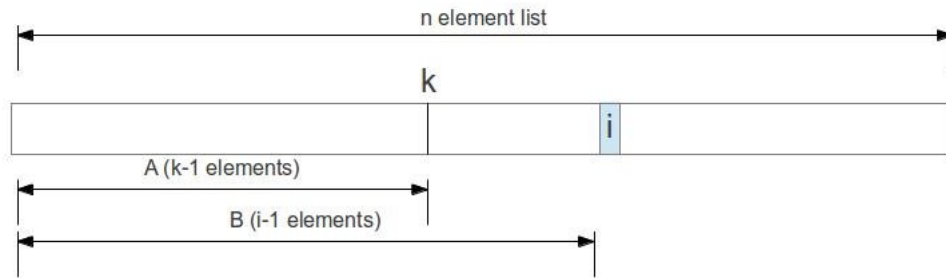 n element list
k
i
A (k-1 elements)
B (i-1 elements)